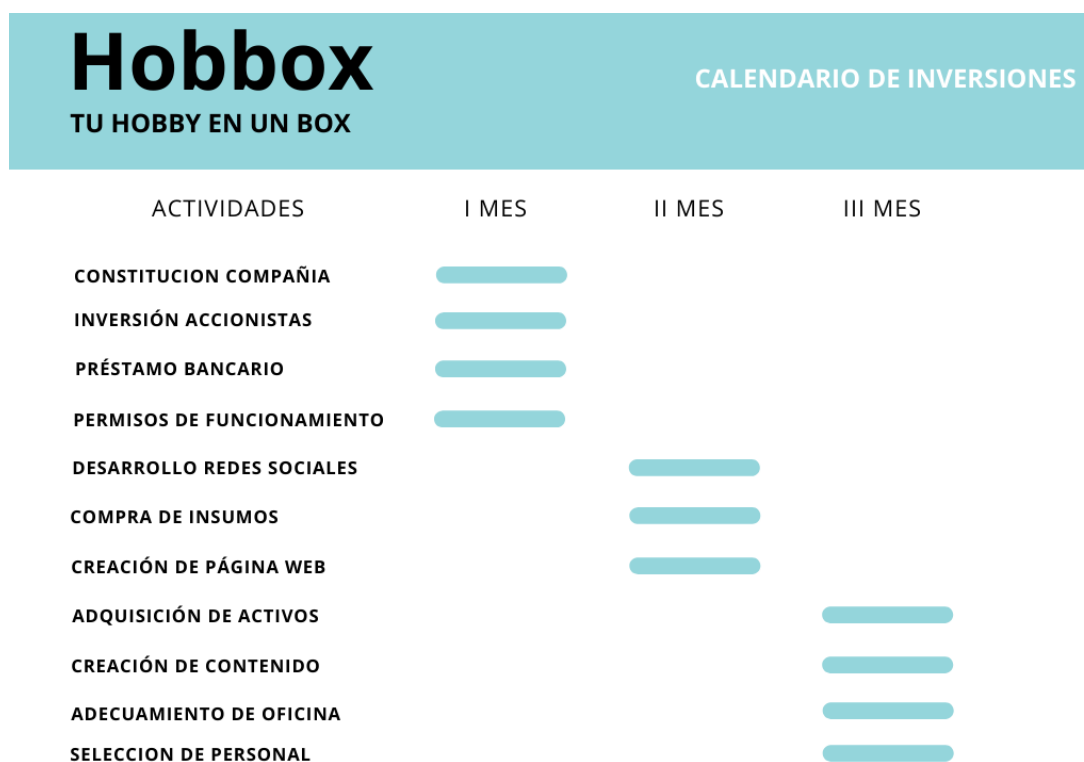 Hobbox
TU HOBBY EN UN BOX
CALENDARIO DE INVERSIONES
ACTIVIDADES I MES II MES III MES
CONSTITUCION COMPAÑIA
INVERSIÓN ACCIONISTAS
PRÉSTAMO BANCARIO
PERMISOS DE FUNCIONAMIENTO
DESARROLLO REDES SOCIALES
COMPRA DE INSUMOS
CREACIÓN DE PÁGINA WEB
ADQUISICIÓN DE ACTIVOS
CREACIÓN DE CONTENIDO
ADECUAMIENTO DE OFICINA
SELECCION DE PERSONAL